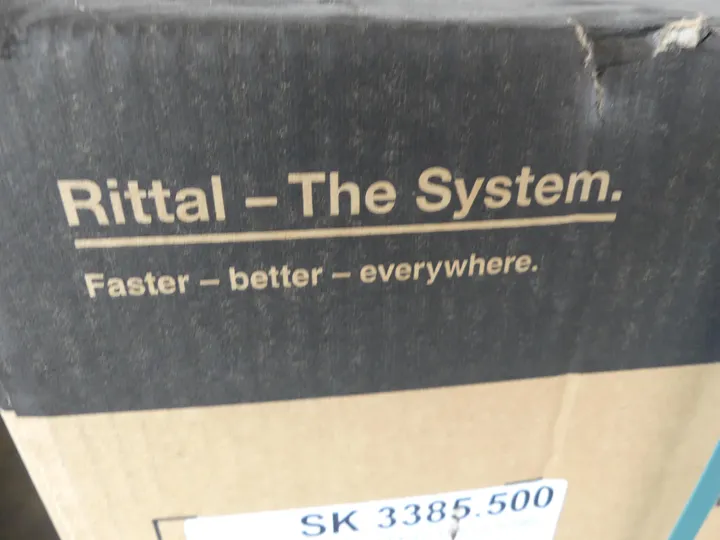 Rittal – The System.
Faster – better – everywhere.
SK 3385.500